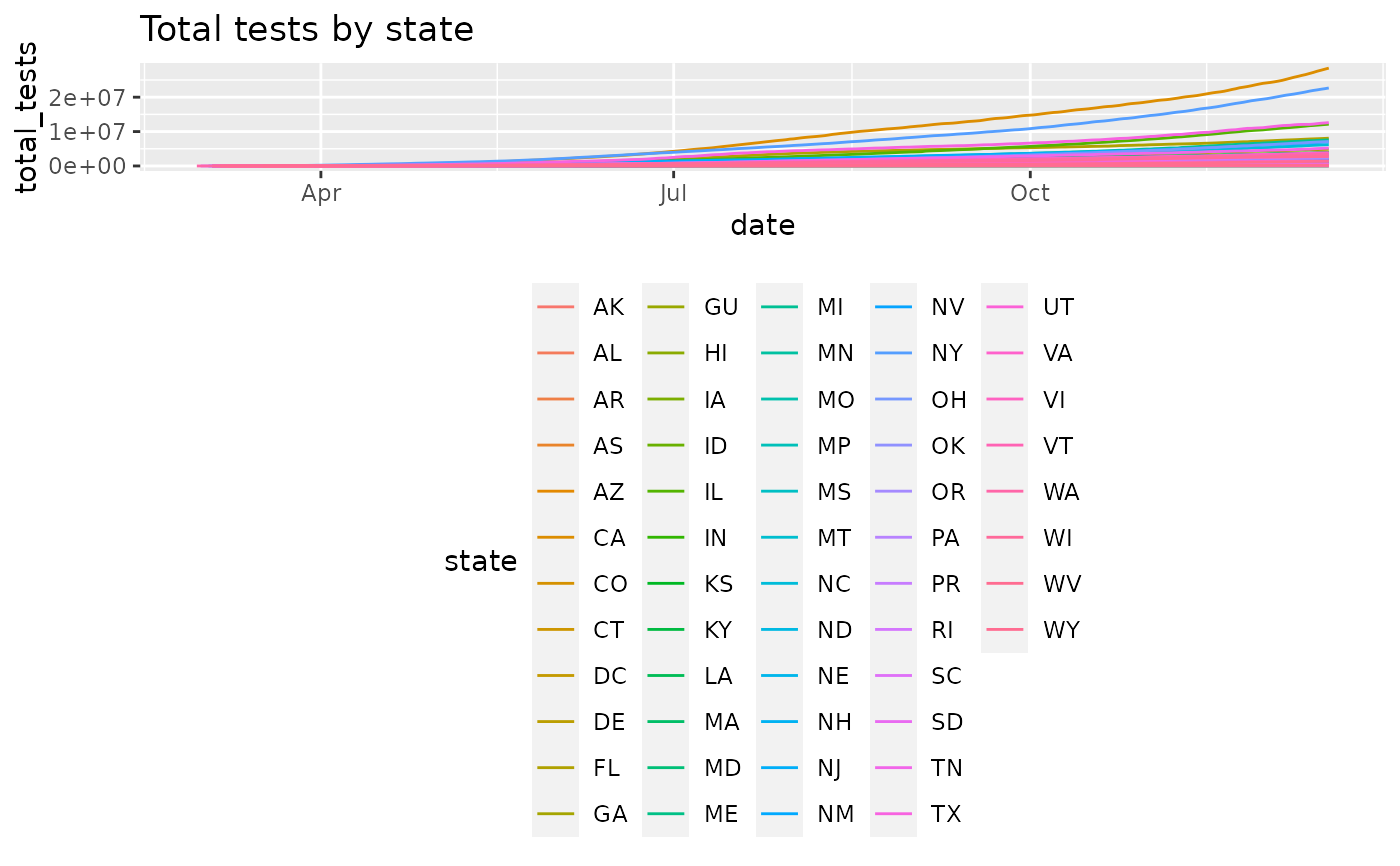 Total tests by state
total_tests
2e+07
1e+07
0e+00
Apr Jul Oct
date
state
AK GU MI NV UT
AL HI MN NY VA
AR IA MO OH VI
AS ID MP OK VT
AZ IL MS OR WA
CA IN MT PA WI
CO KS NC PR WV
CT KY ND RI WY
DC LA NE SC
DE MA NH SD
FL MD NJ TN
GA ME NM TX